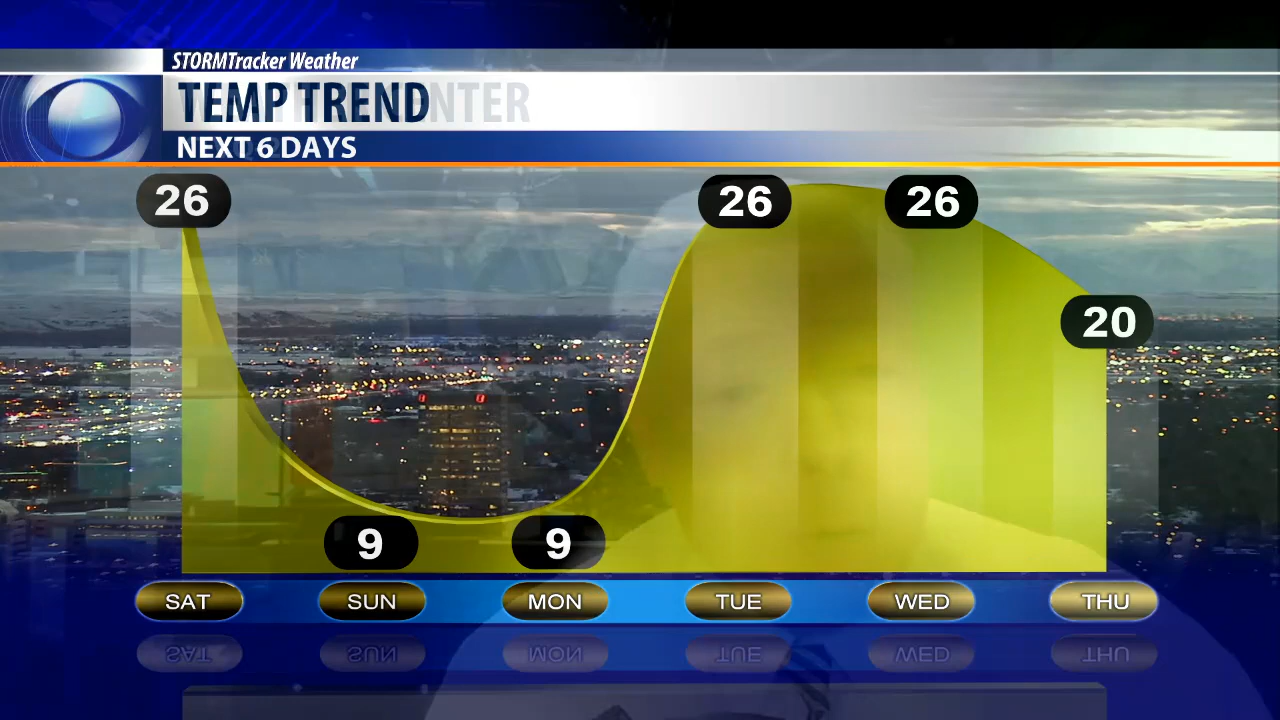 STORMTracker Weather
TEMP TREND
NEXT 6 DAYS
26
26
26
20
9
9
SAT
SUN
MON
TUE
WED
THU